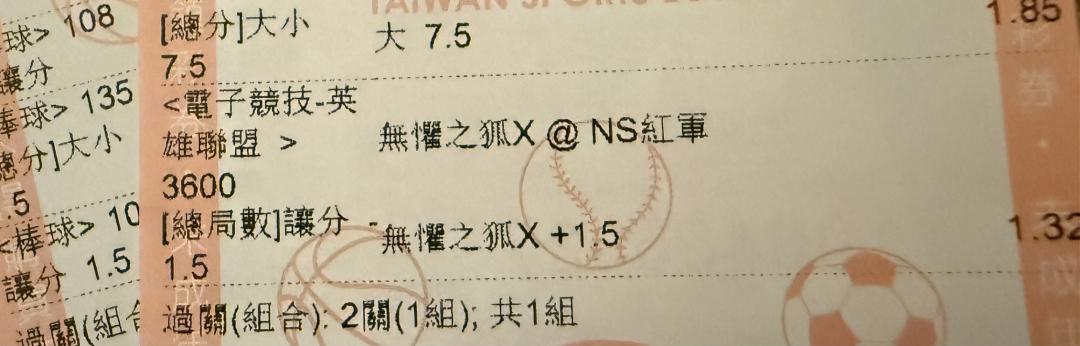 球> 108
讓分
棒球> 135
總分]大小
.5
<棒球> 10
讓分 1.5
過關(組合
[總分]大小 大 7.5 1.85
7.5
<電子競技-英
雄聯盟 > 無懼之狐X @ NS紅軍
3600
[總局數]讓分 - 無懼之狐X +1.5 1.32
1.5
過關(組合): 2關(1組); 共1組